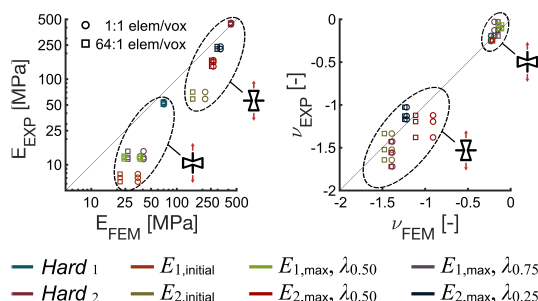 1:1 elem/vox
64:1 elem/vox
E_EXP [MPa]
500
250
100
50
25
10
10
25
50
100
250
500
E_FEM [MPa]
ν_EXP [-]
0
-0.5
-1
-1.5
-2
-2
-1.5
-1
-0.5
0
ν_FEM [-]
Hard 1
E1,initial
E1,max, λ0.50
E1,max, λ0.75
Hard 2
E2,initial
E2,max, λ0.50
E2,max, λ0.25